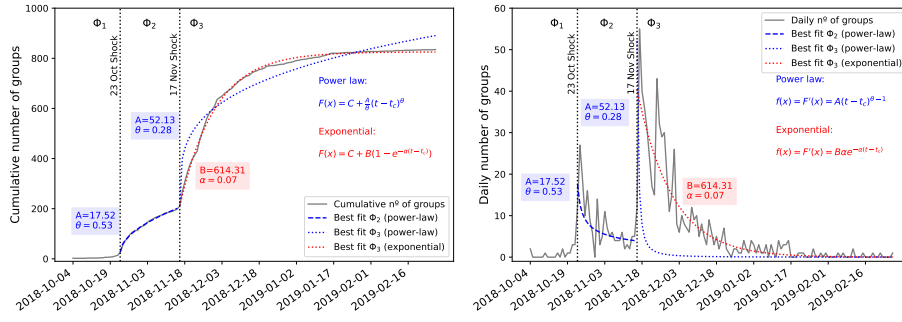 Φ₁ Φ₂ Φ₃
23 Oct Shock
17 Nov Shock
Cumulative number of groups
1000
800
600
400
200
0
Power law:
F(x) = C + A/θ (t − t_c)^θ
Exponential:
F(x) = C + B(1 − e^{−α(t−t_c)})
A=52.13
θ = 0.28
B=614.31
α = 0.07
A=17.52
θ = 0.53
Cumulative nº of groups
Best fit Φ₂ (power-law)
Best fit Φ₃ (power-law)
Best fit Φ₃ (exponential)
2018-10-04
2018-10-19
2018-11-03
2018-11-18
2018-12-03
2018-12-18
2019-01-02
2019-01-17
2019-02-01
2019-02-16
Φ₁ Φ₂ Φ₃
23 Oct Shock
17 Nov Shock
Daily number of groups
60
50
40
30
20
10
0
Daily nº of groups
Best fit Φ₂ (power-law)
Best fit Φ₃ (power-law)
Best fit Φ₃ (exponential)
Power law:
f(x) = F'(x) = A(t − t_c)^{θ−1}
Exponential:
f(x) = F'(x) = Bαe^{−α(t−t_c)}
A=52.13
θ = 0.28
B=614.31
α = 0.07
A=17.52
θ = 0.53
2018-10-04
2018-10-19
2018-11-03
2018-11-18
2018-12-03
2018-12-18
2019-01-02
2019-01-17
2019-02-01
2019-02-16